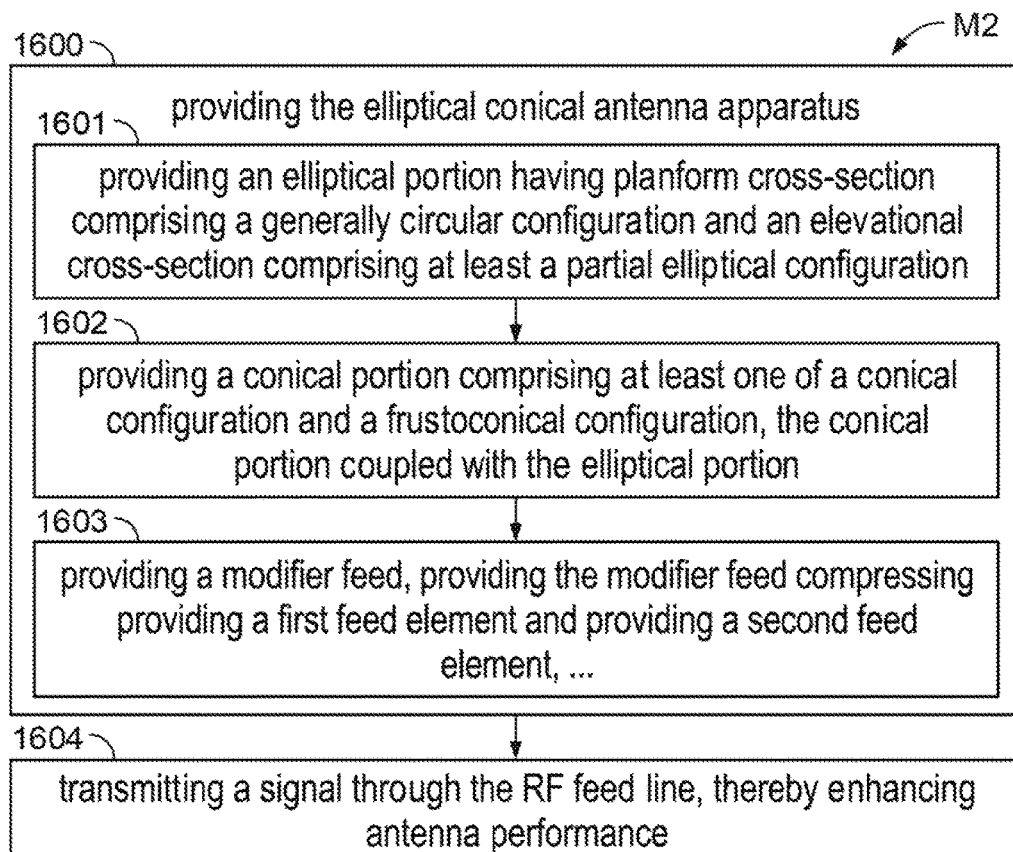 M2
1600
providing the elliptical conical antenna apparatus
1601
providing an elliptical portion having planform cross-section
comprising a generally circular configuration and an elevational
cross-section comprising at least a partial elliptical configuration
1602
providing a conical portion comprising at least one of a conical
configuration and a frustoconical configuration, the conical
portion coupled with the elliptical portion
1603
providing a modifier feed, providing the modifier feed compressing
providing a first feed element and providing a second feed
element, ...
1604
transmitting a signal through the RF feed line, thereby enhancing
antenna performance